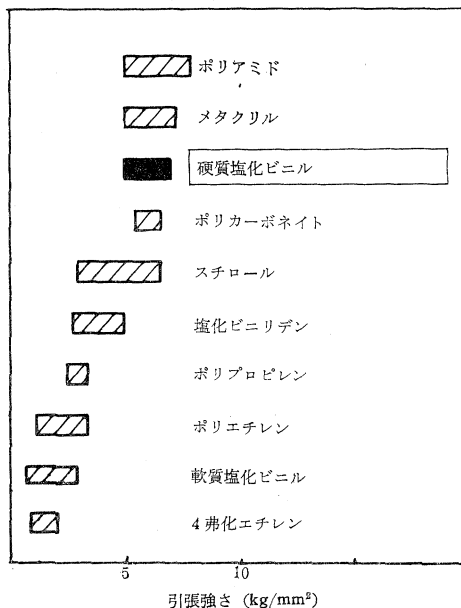 ポリアミド
メタクリル
硬質塩化ビニル
ポリカーボネイト
スチロール
塩化ビニリデン
ポリプロピレン
ポリエチレン
軟質塩化ビニル
4弗化エチレン
5 10
引張強さ (kg/mm²)